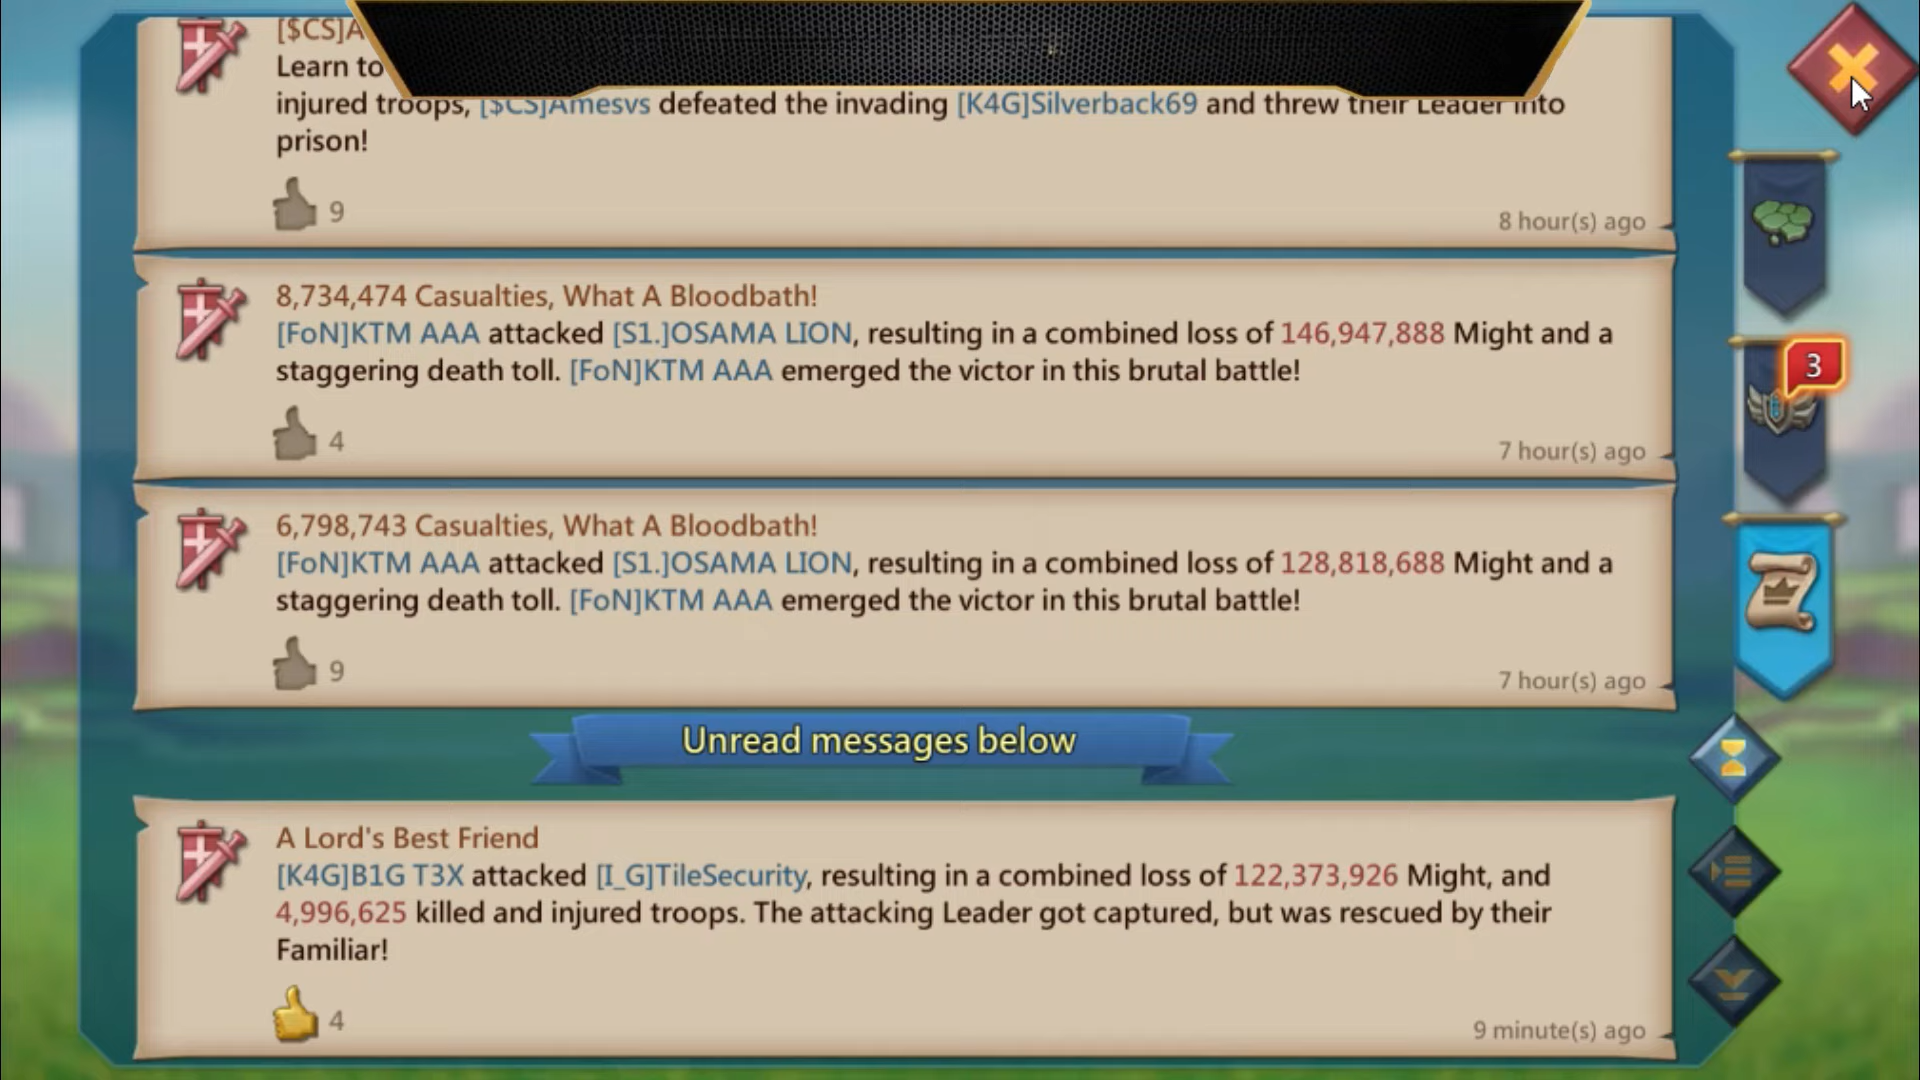 [$CS]A
Learn to
injured troops, [$CS]Amesvs defeated the invading [K4G]Silverback69 and threw their Leader into
prison!
9
8 hour(s) ago
8,734,474 Casualties, What A Bloodbath!
[FoN]KTM AAA attacked [S1.]OSAMA LION, resulting in a combined loss of 146,947,888 Might and a
staggering death toll. [FoN]KTM AAA emerged the victor in this brutal battle!
4
7 hour(s) ago
3
6,798,743 Casualties, What A Bloodbath!
[FoN]KTM AAA attacked [S1.]OSAMA LION, resulting in a combined loss of 128,818,688 Might and a
staggering death toll. [FoN]KTM AAA emerged the victor in this brutal battle!
9
7 hour(s) ago
Unread messages below
A Lord's Best Friend
[K4G]B1G T3X attacked [I_G]TileSecurity, resulting in a combined loss of 122,373,926 Might, and
4,996,625 killed and injured troops. The attacking Leader got captured, but was rescued by their
Familiar!
4
9 minute(s) ago